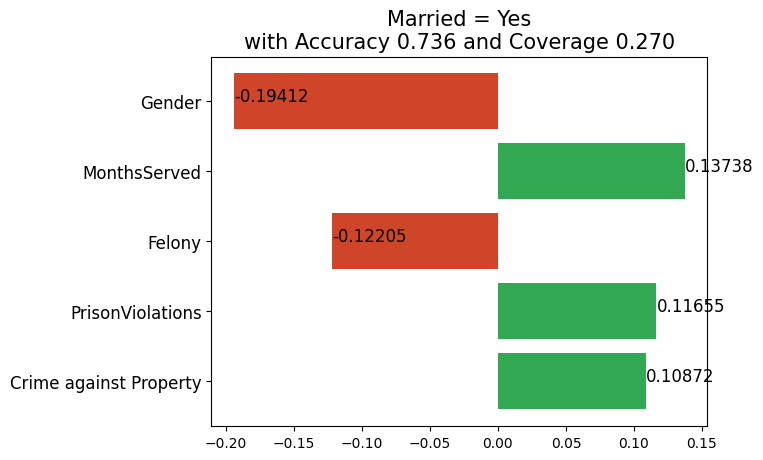 Married = Yes
with Accuracy 0.736 and Coverage 0.270
Gender
-0.19412
MonthsServed
0.13738
Felony
-0.12205
PrisonViolations
0.11655
Crime against Property
0.10872
−0.20 −0.15 −0.10 −0.05 0.00 0.05 0.10 0.15